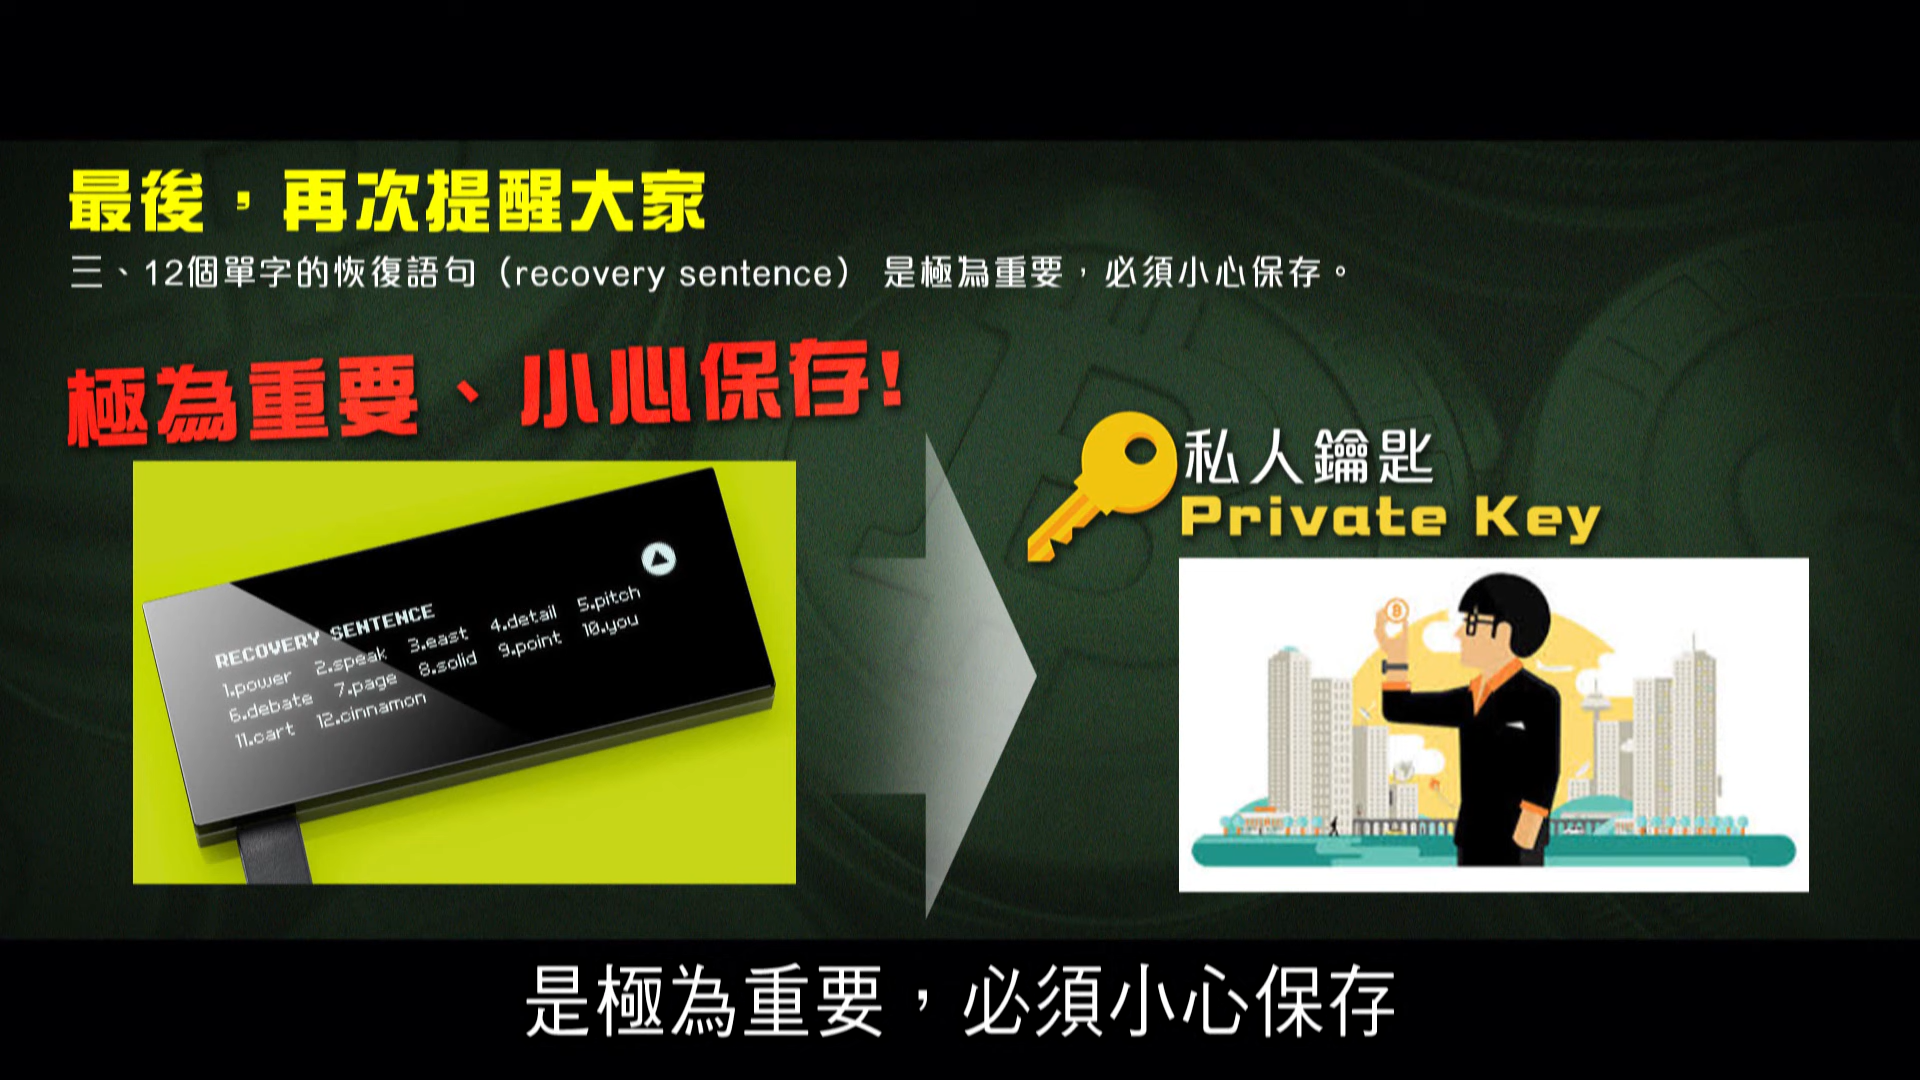 最後，再次提醒大家
三、12個單字的恢復語句（recovery sentence） 是極為重要，必須小心保存。
極為重要、小心保存!
RECOVERY SENTENCE
1.power 2.speak 3.east 4.detail 5.pitch
6.debate 7.page 8.solid 9.point 10.you
11.cart 12.cinnamon
私人鑰匙
Private Key
是極為重要，必須小心保存